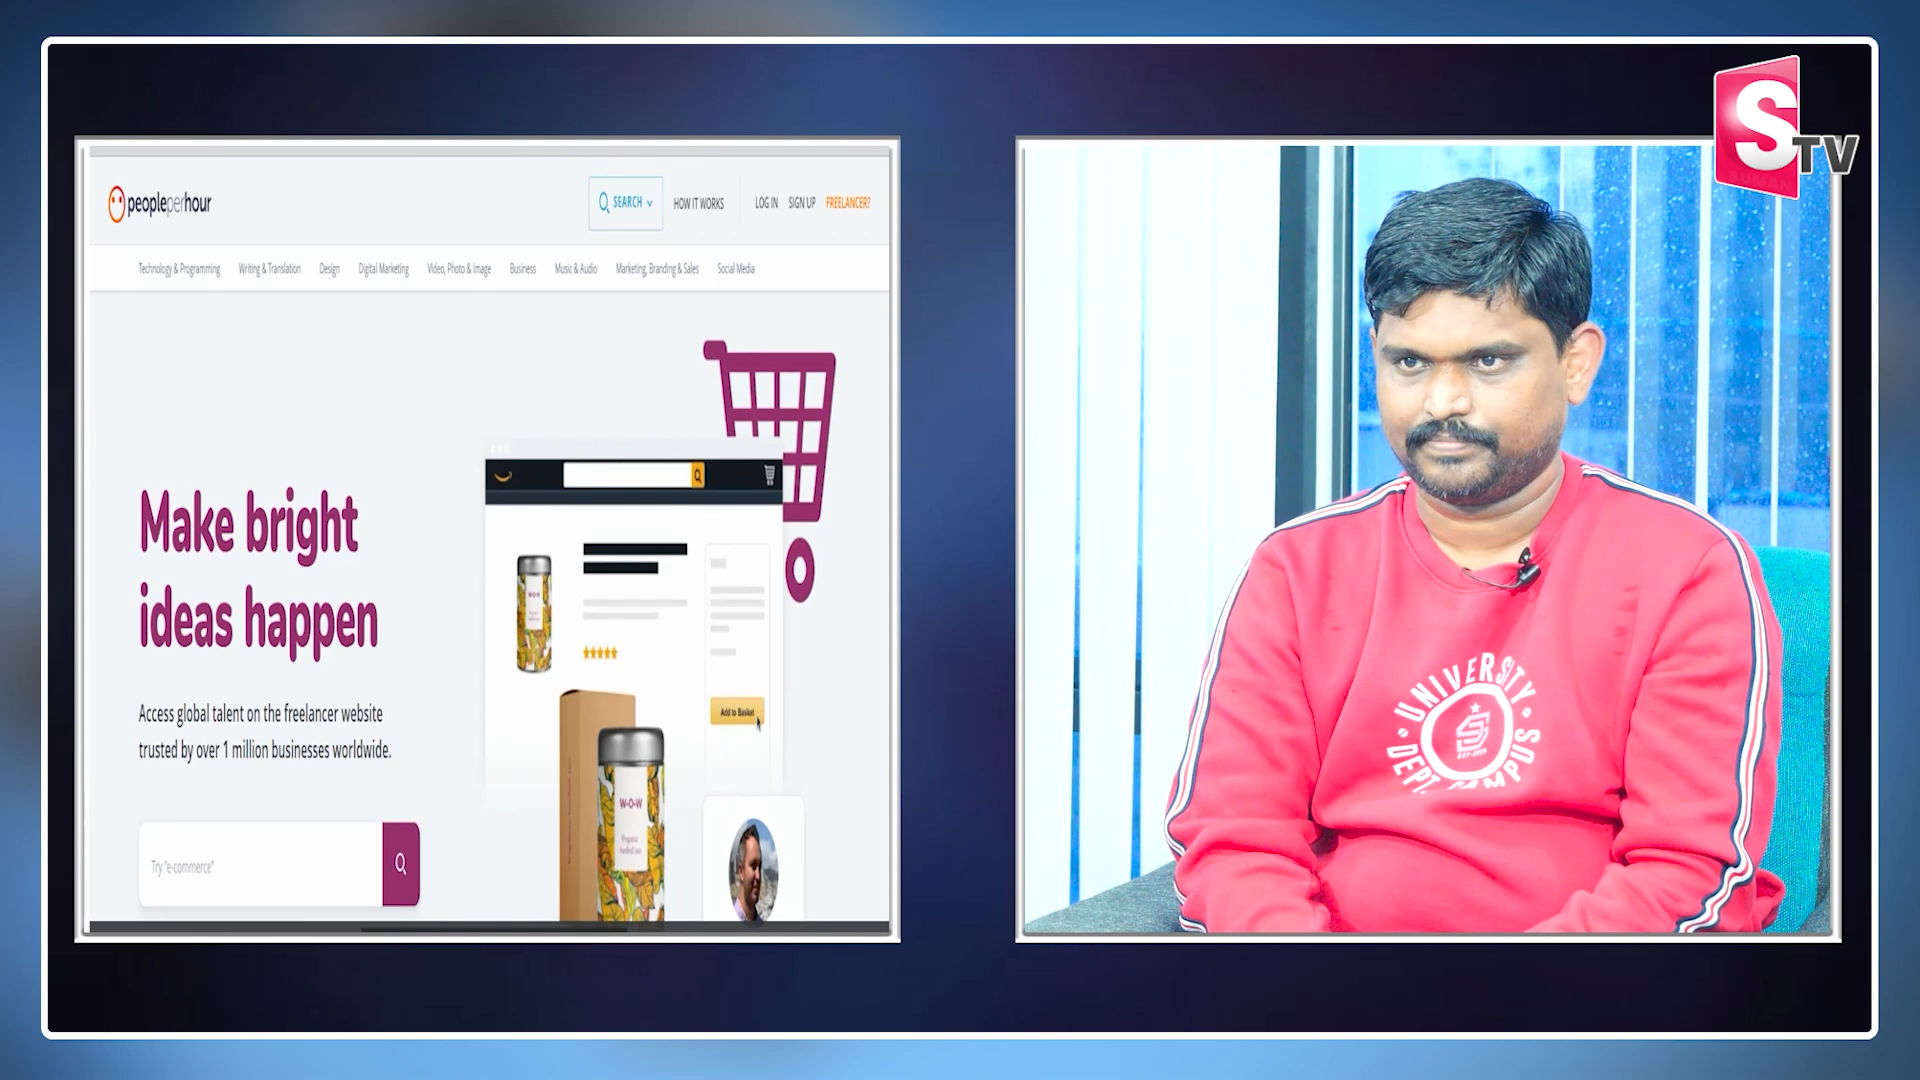 S
TV
SUMAN
peopleperhour
SEARCH
HOW IT WORKS
LOG IN
SIGN UP
FREELANCER?
Technology & Programming
Writing & Translation
Design
Digital Marketing
Video, Photo & Image
Business
Music & Audio
Marketing, Branding & Sales
Social Media
Make bright
ideas happen
Access global talent on the freelancer website
trusted by over 1 million businesses worldwide.
Try "e-commerce"
Add to Basket
W-O-W
W-O-W
UNIVERSITY
DEPT. CAMPUS